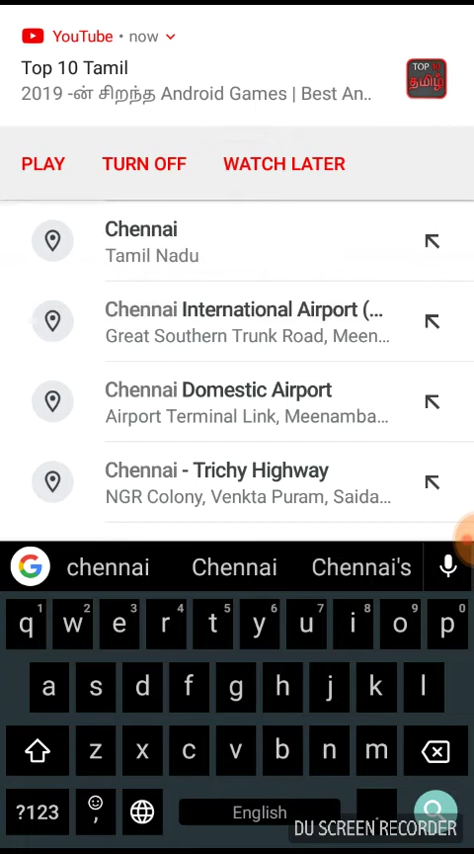 YouTube • now
Top 10 Tamil
2019 -ன் சிறந்த Android Games | Best An..
TOP 10
தமிழ்
PLAY TURN OFF WATCH LATER
Chennai
Tamil Nadu
Chennai International Airport (...
Great Southern Trunk Road, Meen...
Chennai Domestic Airport
Airport Terminal Link, Meenamba...
Chennai - Trichy Highway
NGR Colony, Venkta Puram, Saida...
G chennai Chennai Chennai's
1 2 3 4 5 6 7 8 9 0
q w e r t y u i o p
a s d f g h j k l
z x c v b n m
?123 , English .
DU SCREEN RECORDER